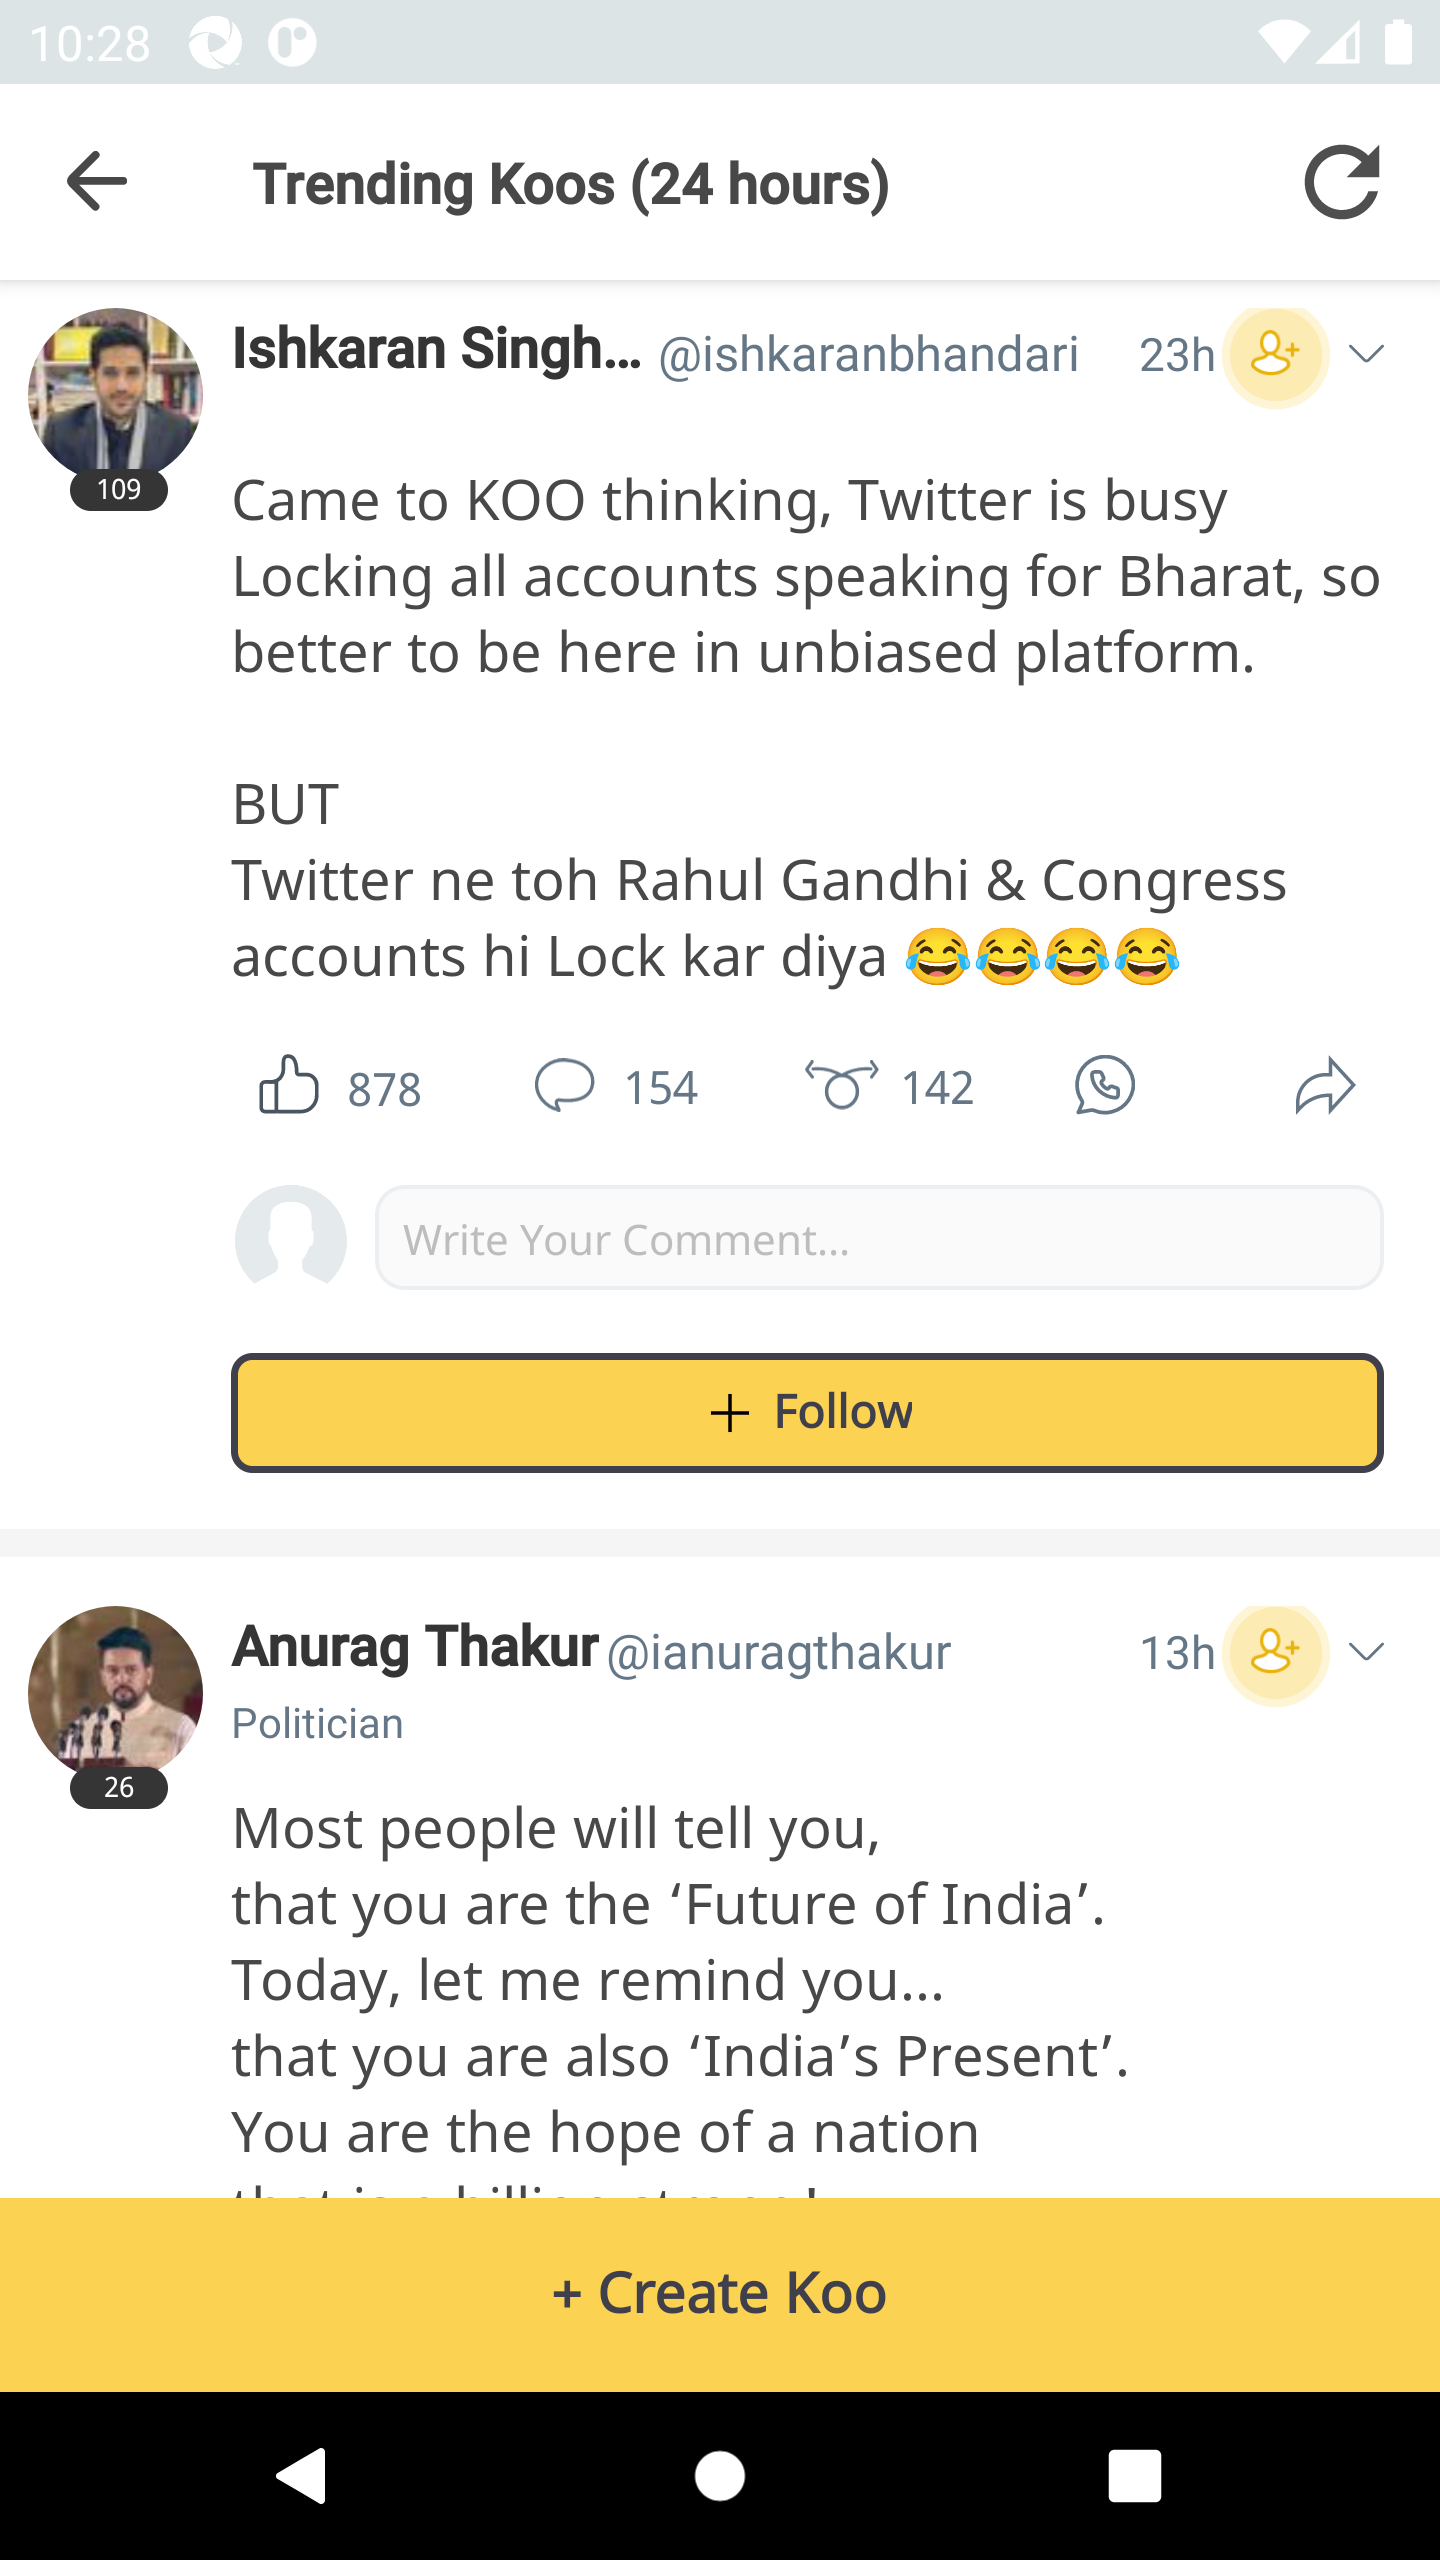 10:28
Trending Koos (24 hours)
Ishkaran Singh... @ishkaranbhandari 23h
109
Came to KOO thinking, Twitter is busy
Locking all accounts speaking for Bharat, so
better to be here in unbiased platform.
BUT
Twitter ne toh Rahul Gandhi & Congress
accounts hi Lock kar diya 😂😂😂😂
878 154 142
Write Your Comment...
+ Follow
Anurag Thakur @ianuragthakur 13h
Politician
26
Most people will tell you,
that you are the ‘Future of India’.
Today, let me remind you...
that you are also ‘India’s Present’.
You are the hope of a nation
+ Create Koo